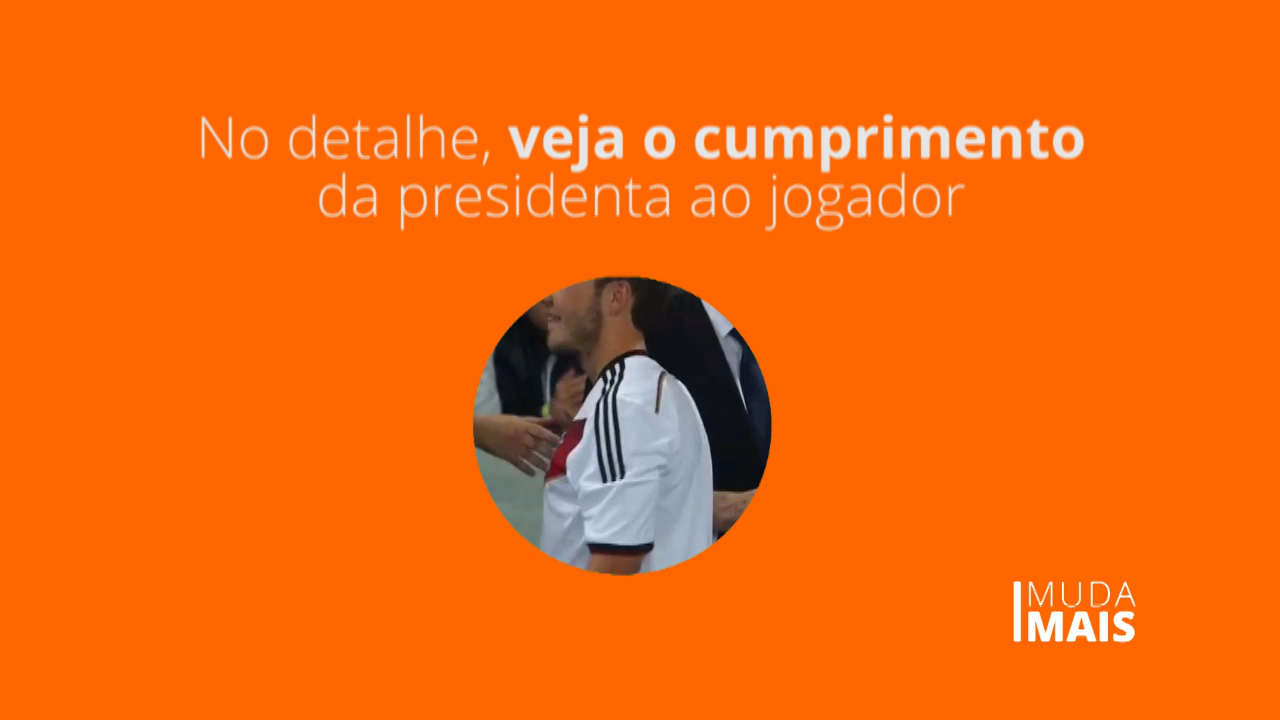 No detalhe, veja o cumprimento
da presidenta ao jogador
MUDA
MAIS